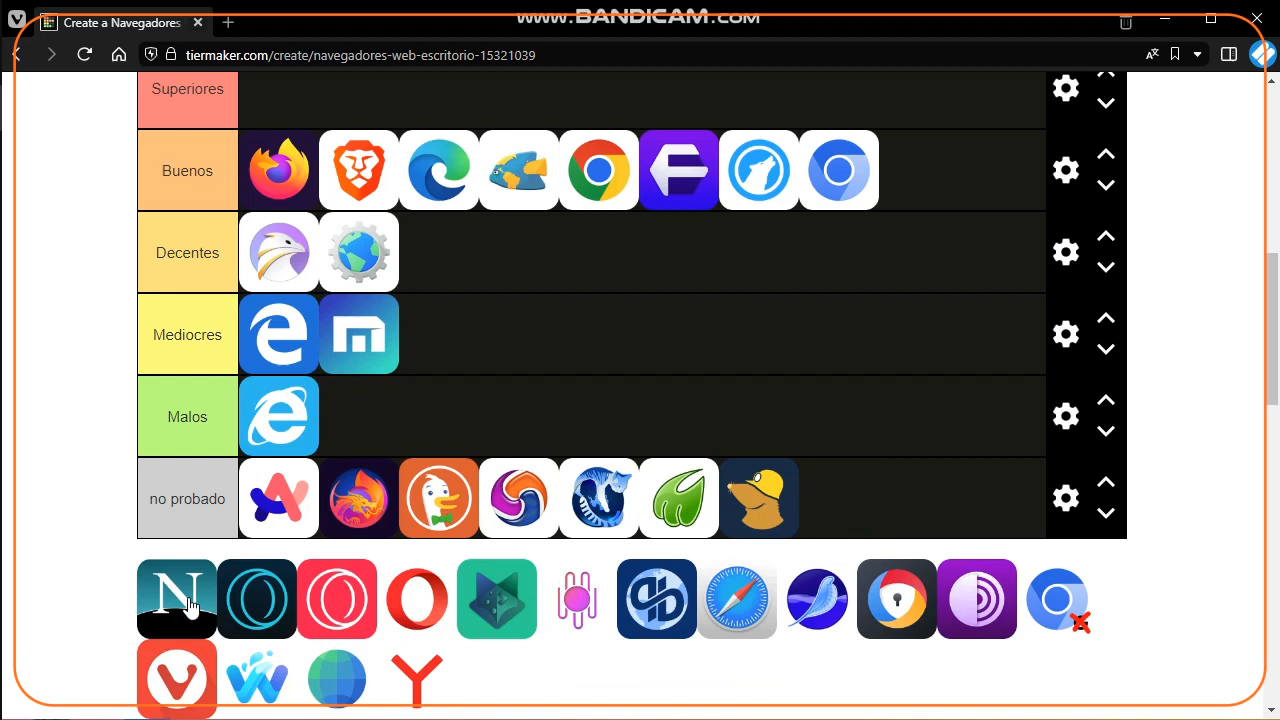 Create a Navegadores
www.BANDICAM.com
tiermaker.com/create/navegadores-web-escritorio-15321039
Superiores
Buenos
Decentes
Mediocres
Malos
no probado
N